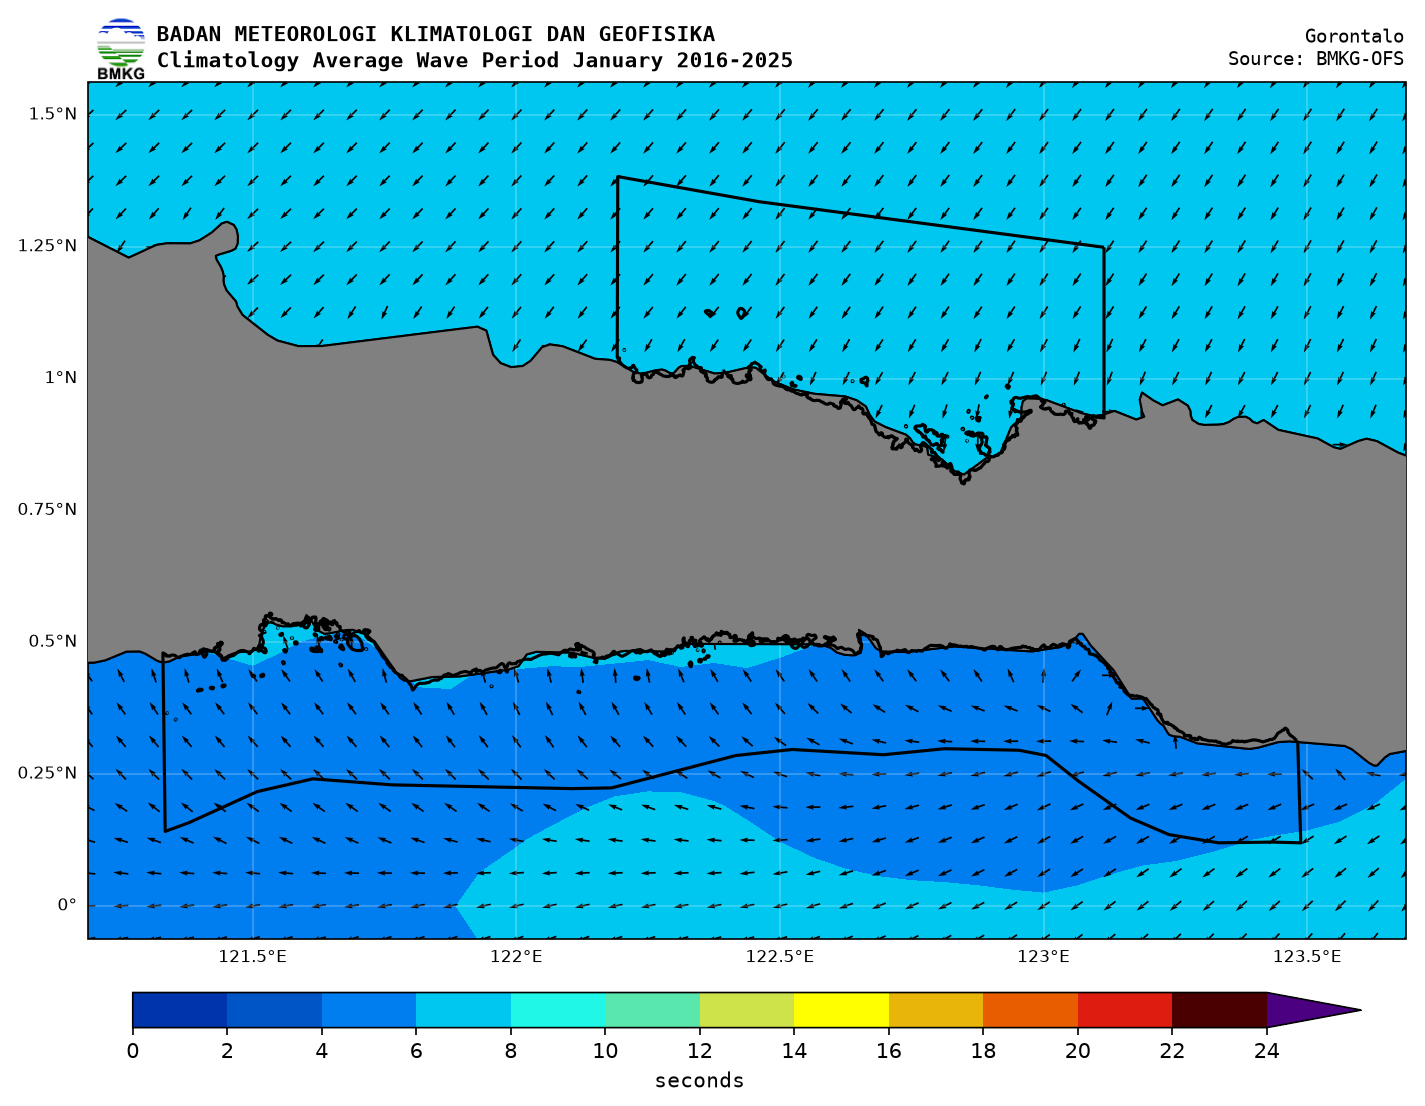 BMKG
BADAN METEOROLOGI KLIMATOLOGI DAN GEOFISIKA
Climatology Average Wave Period January 2016-2025
Gorontalo
Source: BMKG-OFS
1.5°N
1.25°N
1°N
0.75°N
0.5°N
0.25°N
0°
121.5°E 122°E 122.5°E 123°E 123.5°E
0 2 4 6 8 10 12 14 16 18 20 22 24
seconds